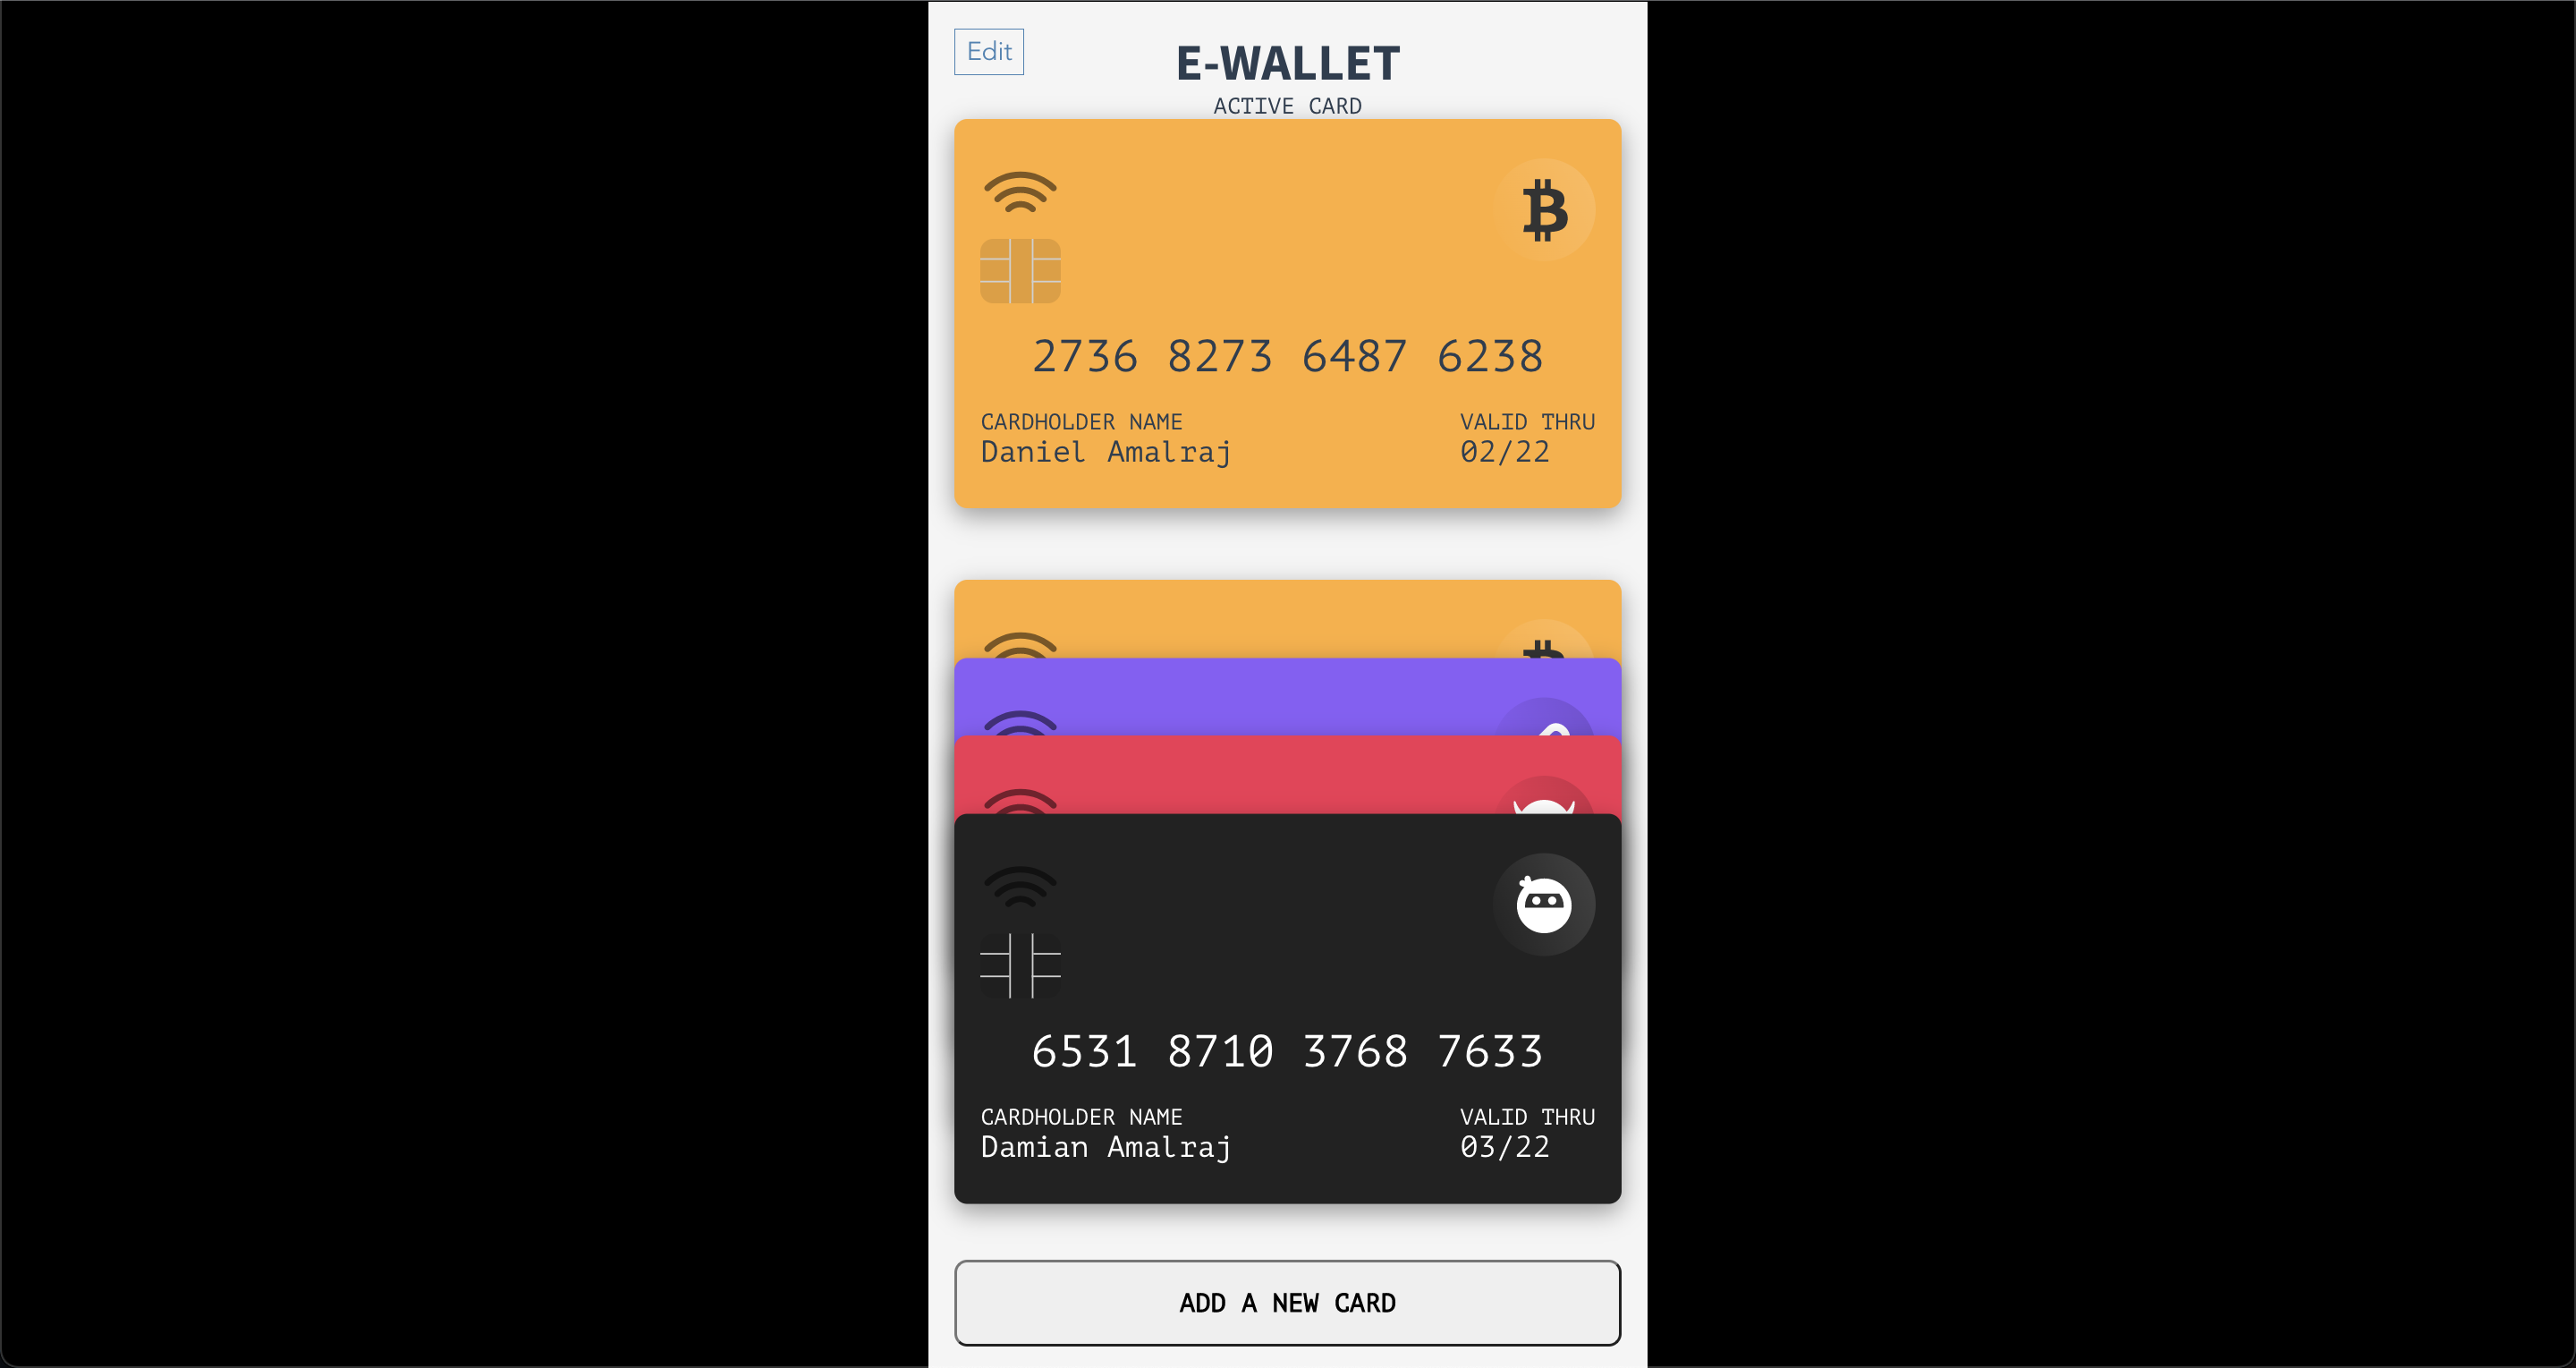 Edit
E-WALLET
ACTIVE CARD
2736 8273 6487 6238
CARDHOLDER NAME
VALID THRU
Daniel Amalraj
02/22
6531 8710 3768 7633
CARDHOLDER NAME
VALID THRU
Damian Amalraj
03/22
ADD A NEW CARD